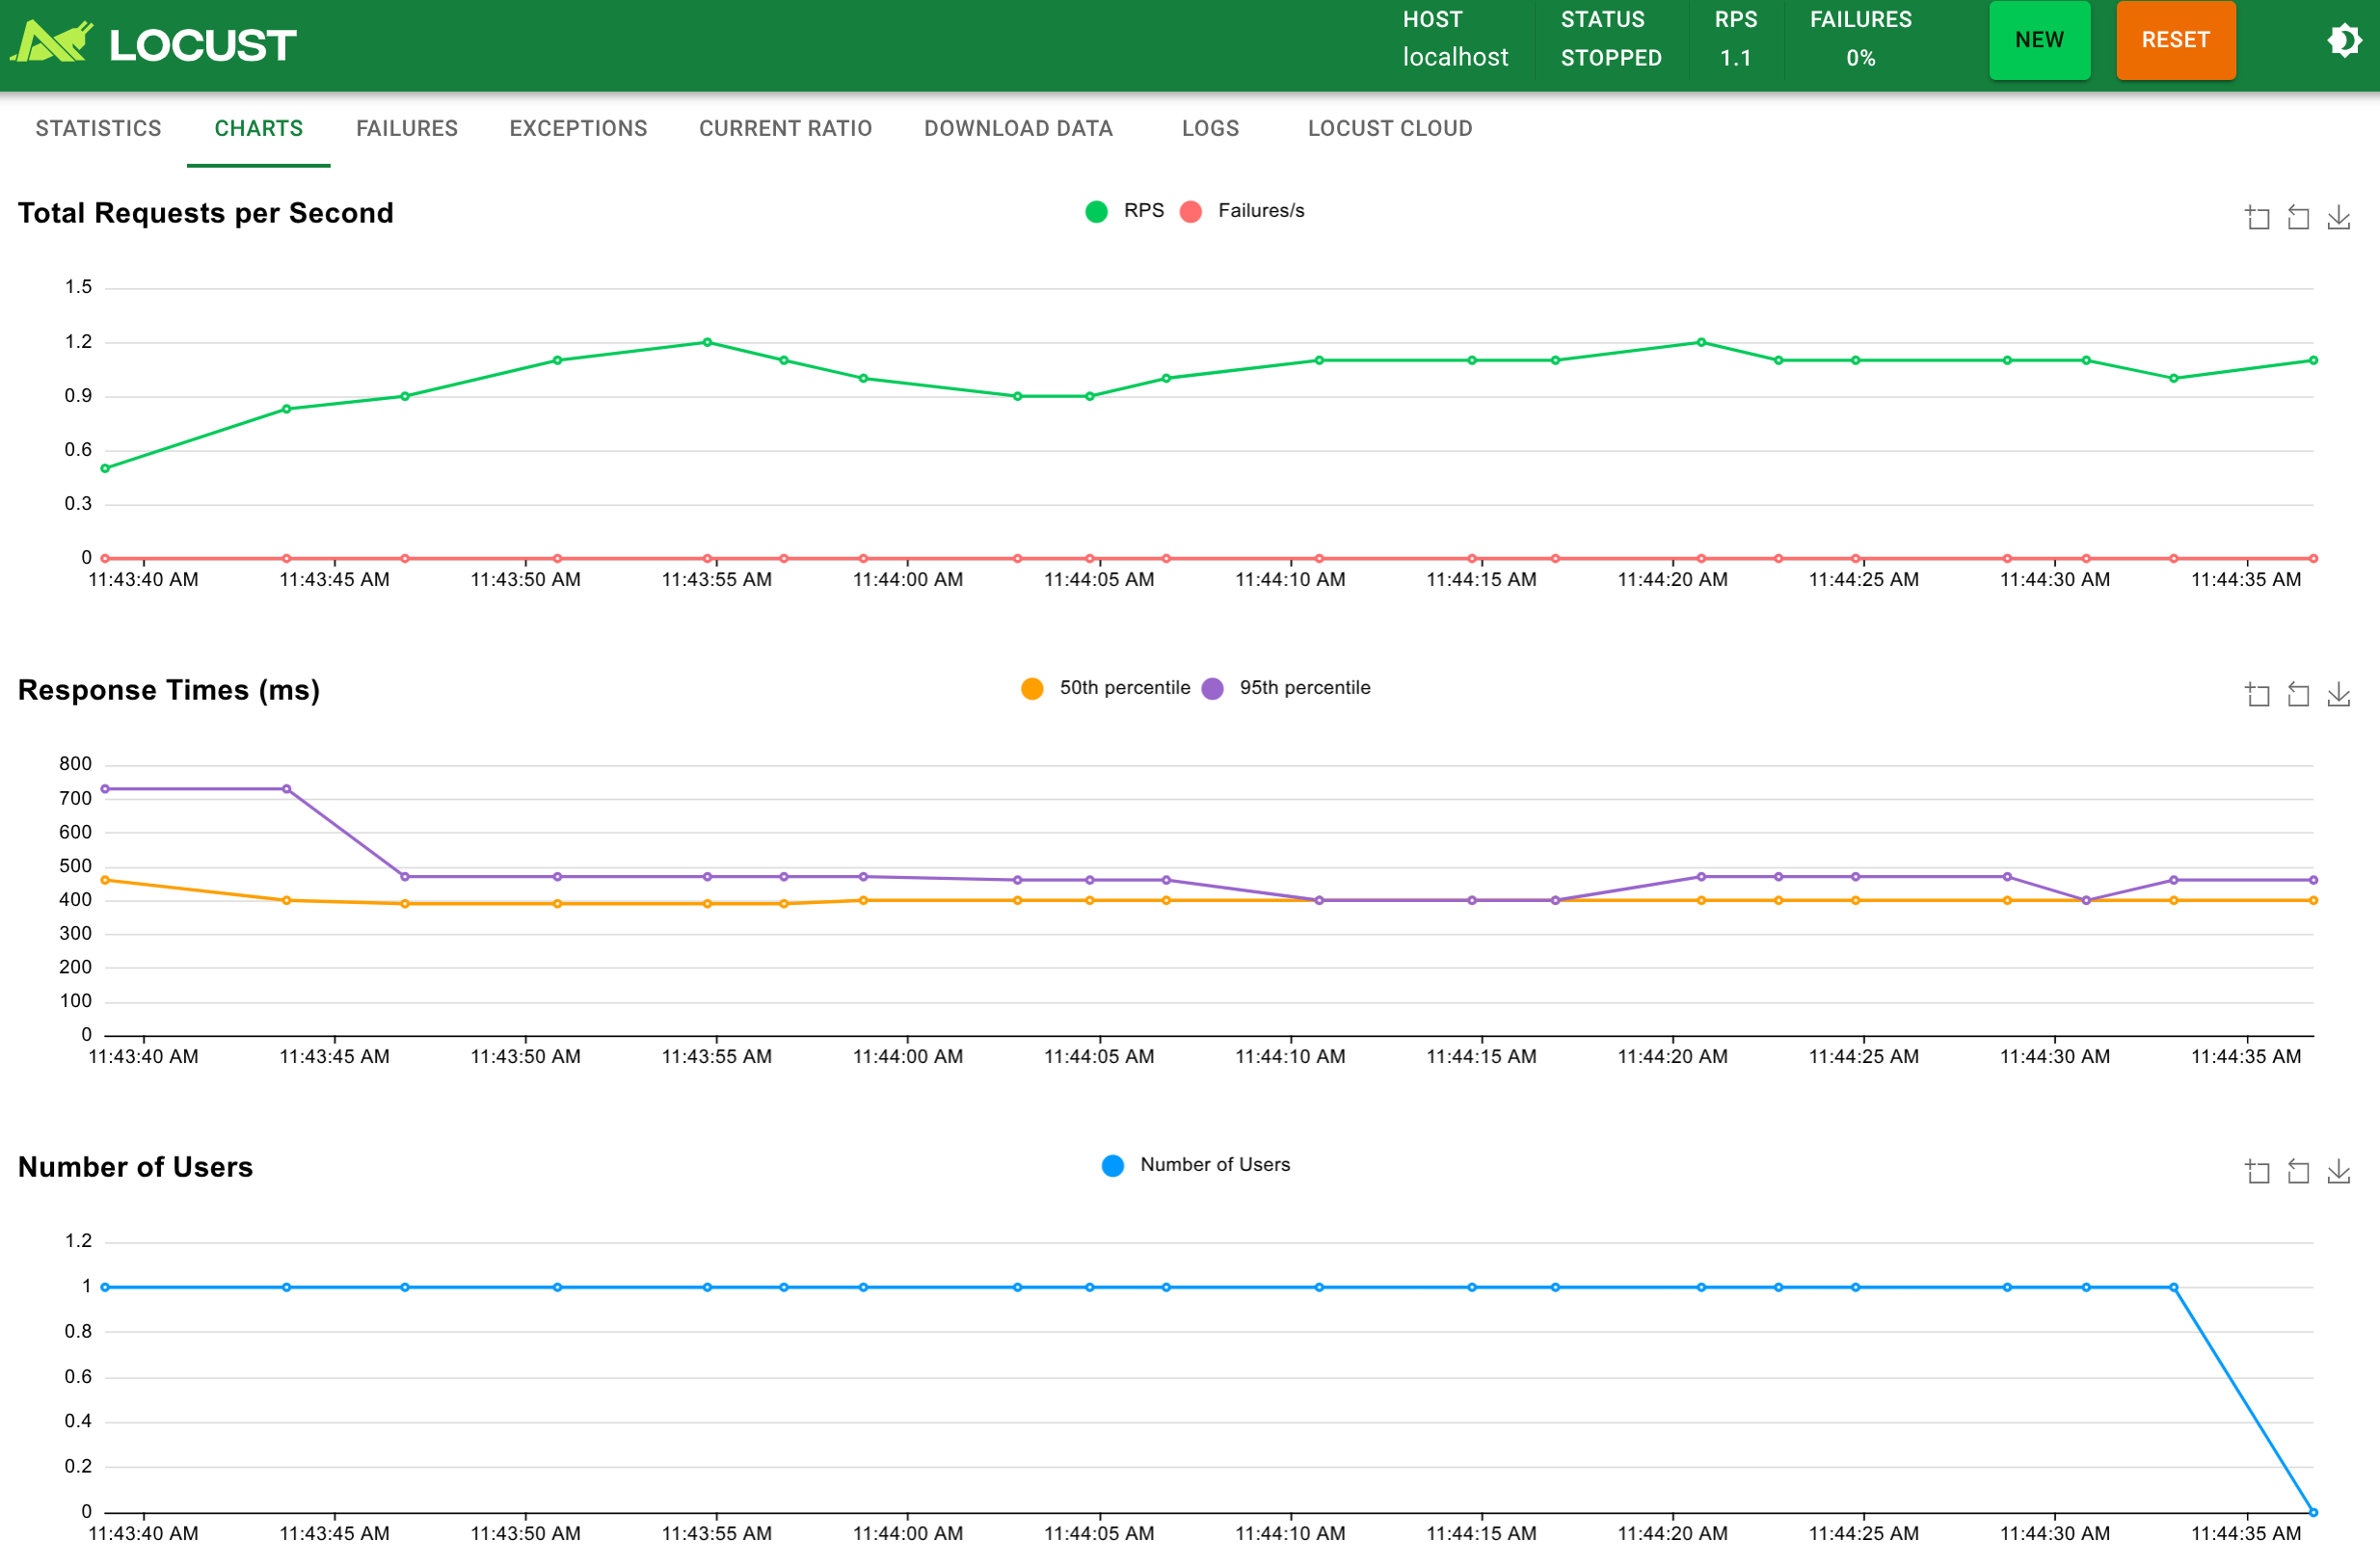 LOCUST
HOST STATUS RPS FAILURES
localhost STOPPED 1.1 0%
NEW RESET
STATISTICS CHARTS FAILURES EXCEPTIONS CURRENT RATIO DOWNLOAD DATA LOGS LOCUST CLOUD
Total Requests per Second
RPS Failures/s
1.5
1.2
0.9
0.6
0.3
0
11:43:40 AM 11:43:45 AM 11:43:50 AM 11:43:55 AM 11:44:00 AM 11:44:05 AM 11:44:10 AM 11:44:15 AM 11:44:20 AM 11:44:25 AM 11:44:30 AM 11:44:35 AM
Response Times (ms)
50th percentile 95th percentile
800
700
600
500
400
300
200
100
0
11:43:40 AM 11:43:45 AM 11:43:50 AM 11:43:55 AM 11:44:00 AM 11:44:05 AM 11:44:10 AM 11:44:15 AM 11:44:20 AM 11:44:25 AM 11:44:30 AM 11:44:35 AM
Number of Users
Number of Users
1.2
1
0.8
0.6
0.4
0.2
0
11:43:40 AM 11:43:45 AM 11:43:50 AM 11:43:55 AM 11:44:00 AM 11:44:05 AM 11:44:10 AM 11:44:15 AM 11:44:20 AM 11:44:25 AM 11:44:30 AM 11:44:35 AM